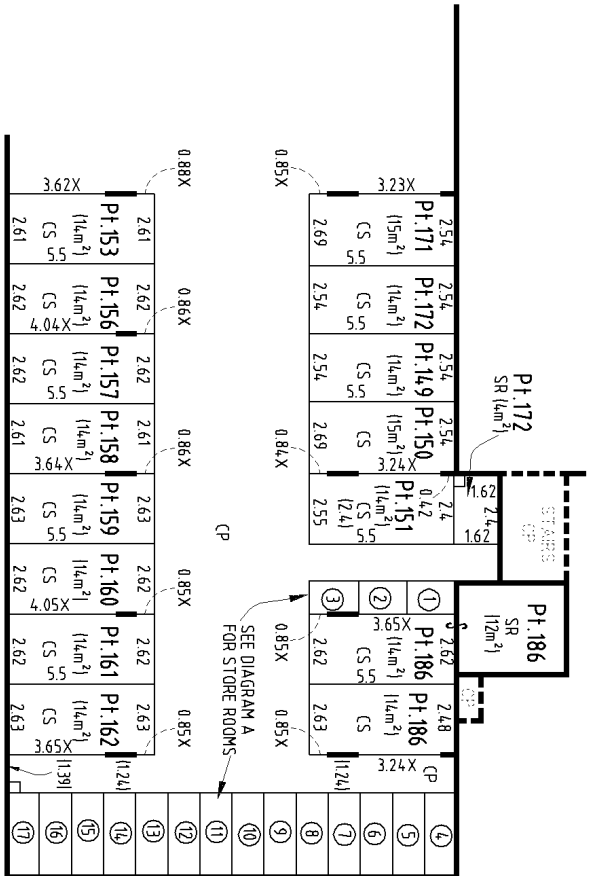 0.88X
0.85X
3.62X
3.23X
2.61
CS
(14m²)
Pt.153
2.61
5.5
2.69
CS
(15m²)
Pt.171
2.54
5.5
2.62
CS
(14m²)
Pt.156
2.62
4.04X
0.86X
2.54
CS
(14m²)
Pt.172
2.54
5.5
2.62
CS
(14m²)
Pt.157
2.62
5.5
2.54
CS
(14m²)
Pt.149
2.54
5.5
Pt.172
SR (4m²)
2.61
CS
(14m²)
Pt.158
2.61
3.64X
0.86X
2.69
CS
(15m²)
Pt.150
2.54
3.24X
0.84X
0.42
1.62
2.63
CS
(14m²)
Pt.159
2.63
5.5
CP
2.55
CS
(2.4)
(14m²)
Pt.151
2.4
5.5
2.4
1.62
STAIRS
CP
2.62
CS
(14m²)
Pt.160
2.62
4.05X
0.85X
3
2
1
3.65X
0.85X
Pt.186
SR
(12m²)
2.62
CS
(14m²)
Pt.161
2.62
5.5
SEE DIAGRAM A
FOR STORE ROOMS
2.62
CS
(14m²)
Pt.186
2.62
5.5
2.63
CS
(14m²)
Pt.162
2.63
3.65X
0.85X
2.63
CS
(14m²)
Pt.186
2.48
0.85X
3.24X
CP
CP
(1.39)
(1.24)
(1.24)
17
16
15
14
13
12
11
10
9
8
7
6
5
4